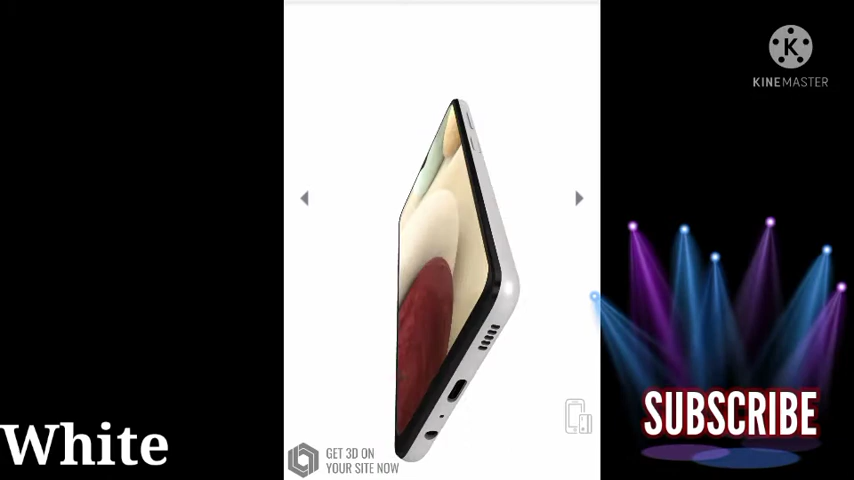 K
KINEMASTER
SUBSCRIBE
White
GET 3D ON
YOUR SITE NOW